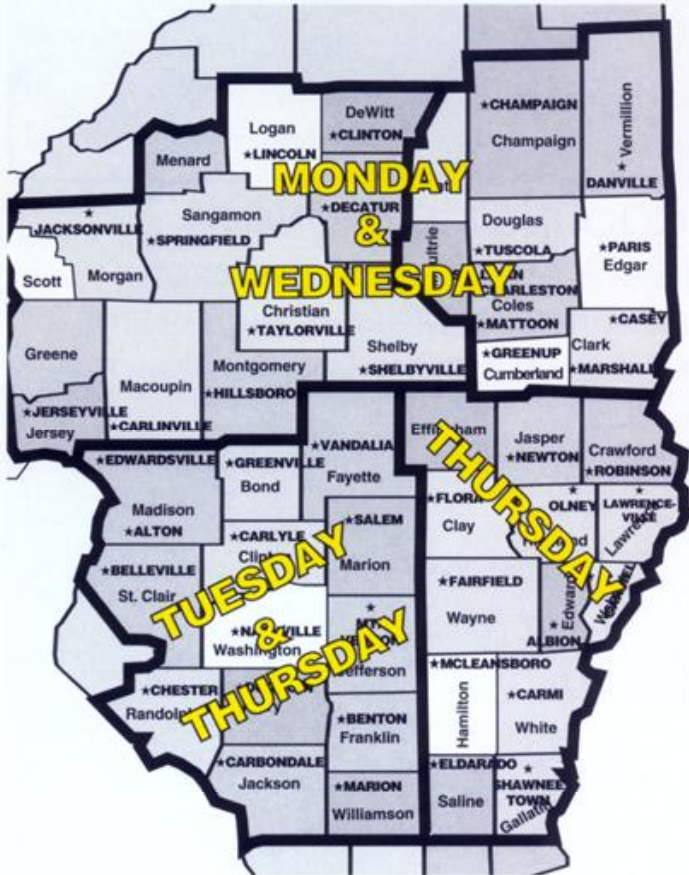 DeWitt
★CLINTON
Logan
★LINCOLN
Menard
★CHAMPAIGN
Champaign
Vermillion
DANVILLE
MONDAY
&
WEDNESDAY
★DECATUR
Sangamon
★SPRINGFIELD
★
JACKSONVILLE
Scott
Morgan
Douglas
★TUSCOLA
★PARIS
Edgar
Coles
★MATTOON
★CASEY
Clark
★MARSHALL
★GREENUP
Cumberland
Christian
★TAYLORVILLE
Shelby
★SHELBYVILLE
Greene
Macoupin
★CARLINVILLE
Montgomery
★HILLSBORO
★JERSEYVILLE
Jersey
★EDWARDSVILLE
Madison
★ALTON
★GREENVILLE
Bond
★VANDALIA
Fayette
Jasper
★NEWTON
Crawford
★ROBINSON
THURSDAY
★FLORA
Clay
★
OLNEY
★
LAWRENCE-
VILLE
Lawrence
★SALEM
Marion
★CARLYLE
★BELLEVILLE
St. Clair
TUESDAY
&
THURSDAY
Washington
★FAIRFIELD
Wayne
★
ALBION
★MCLEANSBORO
Hamilton
★CARMI
White
★CHESTER
★BENTON
Franklin
★CARBONDALE
Jackson
★MARION
Williamson
★ELDARADO
Saline
★
SHAWNEE
TOWN